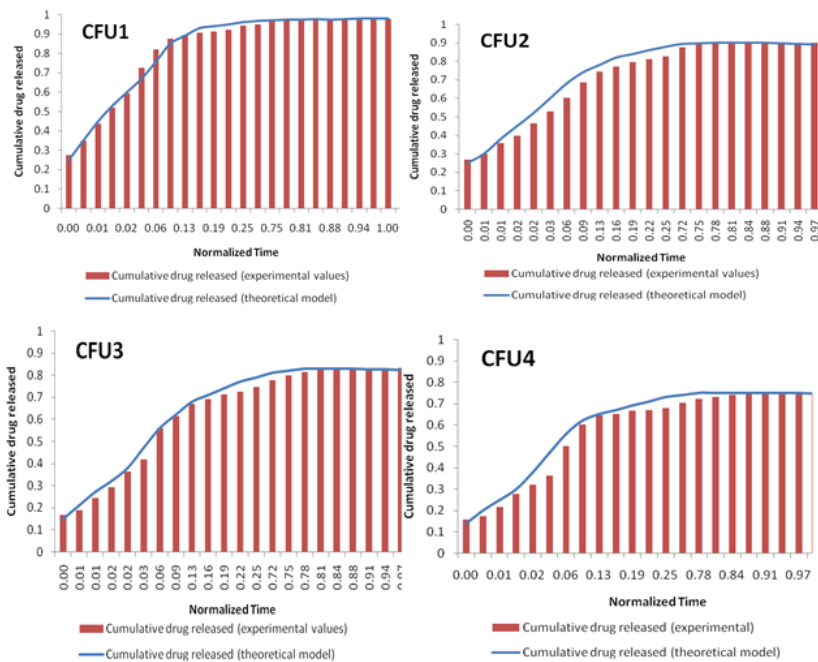 CFU1
Cumulative drug released
1
0.9
0.8
0.7
0.6
0.5
0.4
0.3
0.2
0.1
0
0.00 0.01 0.02 0.06 0.13 0.19 0.25 0.75 0.81 0.88 0.94 1.00
Normalized Time
Cumulative drug released (experimental values)
Cumulative drug released (theoretical model)
CFU2
Cumulative drug released
1
0.9
0.8
0.7
0.6
0.5
0.4
0.3
0.2
0.1
0
0.00 0.01 0.01 0.02 0.02 0.03 0.06 0.09 0.13 0.16 0.19 0.22 0.25 0.72 0.75 0.78 0.81 0.84 0.88 0.91 0.94 0.97
Normalized Time
Cumulative drug released (experimental values)
Cumulative drug released (theoretical model)
CFU3
Cumulative drug released
1
0.9
0.8
0.7
0.6
0.5
0.4
0.3
0.2
0.1
0
0.00 0.01 0.01 0.02 0.02 0.03 0.06 0.09 0.13 0.16 0.19 0.22 0.25 0.72 0.75 0.78 0.81 0.84 0.88 0.91 0.94 0.97
Normalized Time
Cumulative drug released (experimental values)
Cumulative drug released (theoretical model)
CFU4
Cumulative drug released
1
0.9
0.8
0.7
0.6
0.5
0.4
0.3
0.2
0.1
0
0.00 0.01 0.02 0.06 0.13 0.19 0.25 0.78 0.84 0.91 0.97
Normalized Time
Cumulative drug released (experimental)
Cumulative drug released (theoretical model)